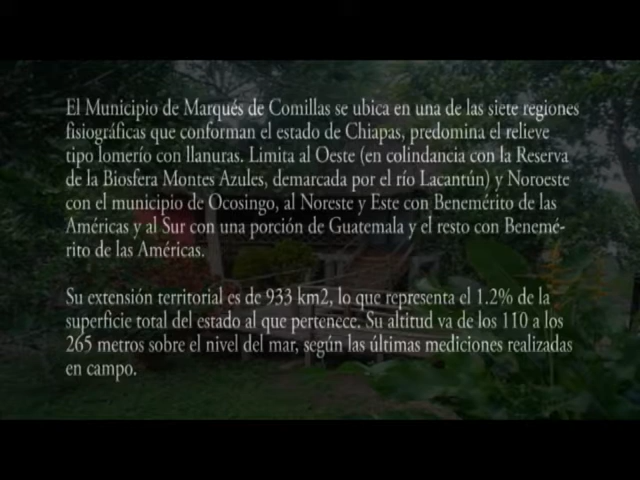 El Municipio de Marqués de Comillas se ubica en una de las siete regiones
fisiográficas que conforman el estado de Chiapas, predomina el relieve
tipo lomerío con llanuras. Limita al Oeste (en colindancia con la Reserva
de la Biosfera Montes Azules, demarcada por el río Lacantún) y Noroeste
con el municipio de Ocosingo, al Noreste y Este con Benemérito de las
Américas y al Sur con una porción de Guatemala y el resto con Benemé-
rito de las Américas.
Su extensión territorial es de 933 km2, lo que representa el 1.2% de la
superficie total del estado al que pertenece. Su altitud va de los 110 a los
265 metros sobre el nivel del mar, según las últimas mediciones realizadas
en campo.